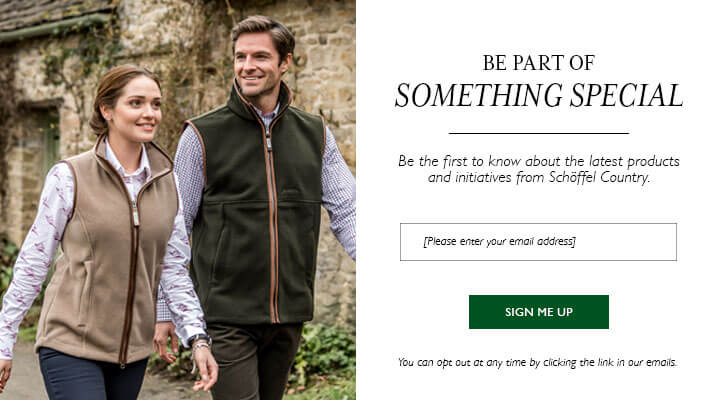 BE PART OF
SOMETHING SPECIAL
Be the first to know about the latest products
and initiatives from Schöffel Country.
[Please enter your email address]
SIGN ME UP
You can opt out at any time by clicking the link in our emails.